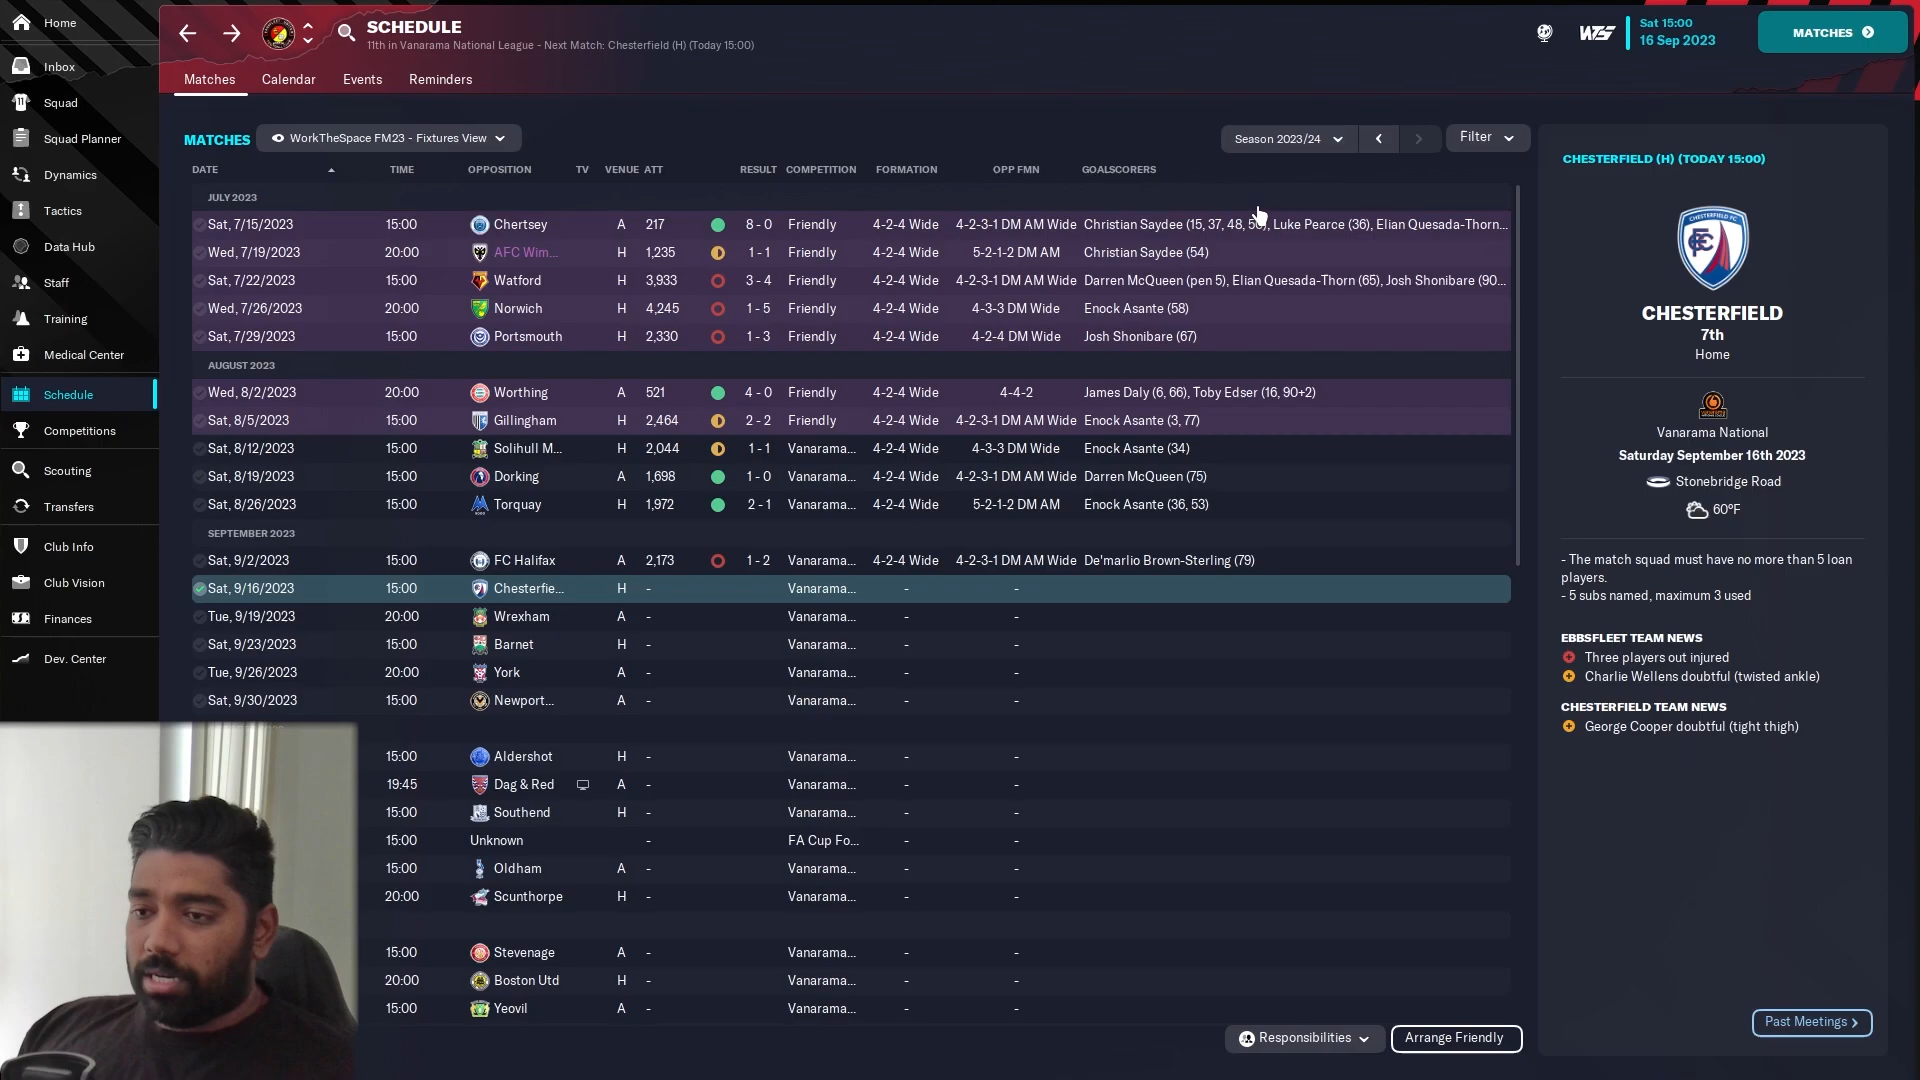 Home
Inbox
Squad
Squad Planner
Dynamics
Tactics
Data Hub
Staff
Training
Medical Center
Schedule
Competitions
Scouting
Transfers
Club Info
Club Vision
Finances
Dev. Center
SCHEDULE
11th in Vanarama National League - Next Match: Chesterfield (H) (Today 15:00)
Sat 15:00
16 Sep 2023
MATCHES
Matches Calendar Events Reminders
MATCHES WorkTheSpace FM23 - Fixtures View Season 2023/24 Filter
DATE TIME OPPOSITION TV VENUE ATT RESULT COMPETITION FORMATION OPP FMN GOALSCORERS
JULY 2023
Sat, 7/15/2023 15:00 Chertsey A 217 8 - 0 Friendly 4-2-4 Wide 4-2-3-1 DM AM Wide Christian Saydee (15, 37, 48, 50), Luke Pearce (36), Elian Quesada-Thorn...
Wed, 7/19/2023 20:00 AFC Wim... H 1,235 1 - 1 Friendly 4-2-4 Wide 5-2-1-2 DM AM Christian Saydee (54)
Sat, 7/22/2023 15:00 Watford H 3,933 3 - 4 Friendly 4-2-4 Wide 4-2-3-1 DM AM Wide Darren McQueen (pen 5), Elian Quesada-Thorn (65), Josh Shonibare (90...
Wed, 7/26/2023 20:00 Norwich H 4,245 1 - 5 Friendly 4-2-4 Wide 4-3-3 DM Wide Enock Asante (58)
Sat, 7/29/2023 15:00 Portsmouth H 2,330 1 - 3 Friendly 4-2-4 Wide 4-2-4 DM Wide Josh Shonibare (67)
AUGUST 2023
Wed, 8/2/2023 20:00 Worthing A 521 4 - 0 Friendly 4-2-4 Wide 4-4-2 James Daly (6, 66), Toby Edser (16, 90+2)
Sat, 8/5/2023 15:00 Gillingham H 2,464 2 - 2 Friendly 4-2-4 Wide 4-2-3-1 DM AM Wide Enock Asante (3, 77)
Sat, 8/12/2023 15:00 Solihull M... H 2,044 1 - 1 Vanarama... 4-2-4 Wide 4-3-3 DM Wide Enock Asante (34)
Sat, 8/19/2023 15:00 Dorking A 1,698 1 - 0 Vanarama... 4-2-4 Wide 4-2-3-1 DM AM Wide Darren McQueen (75)
Sat, 8/26/2023 15:00 Torquay H 1,972 2 - 1 Vanarama... 4-2-4 Wide 5-2-1-2 DM AM Enock Asante (36, 53)
SEPTEMBER 2023
Sat, 9/2/2023 15:00 FC Halifax A 2,173 1 - 2 Vanarama... 4-2-4 Wide 4-2-3-1 DM AM Wide De'marlio Brown-Sterling (79)
Sat, 9/16/2023 15:00 Chesterfie... H - Vanarama... - -
Tue, 9/19/2023 20:00 Wrexham A - Vanarama... - -
Sat, 9/23/2023 15:00 Barnet H - Vanarama... - -
Tue, 9/26/2023 20:00 York A - Vanarama... - -
Sat, 9/30/2023 15:00 Newport... A - Vanarama... - -
15:00 Aldershot H - Vanarama... - -
19:45 Dag & Red A - Vanarama... - -
15:00 Southend H - Vanarama... - -
15:00 Unknown - FA Cup Fo... - -
15:00 Oldham A - Vanarama... - -
20:00 Scunthorpe H - Vanarama... - -
15:00 Stevenage A - Vanarama... - -
20:00 Boston Utd H - Vanarama... - -
15:00 Yeovil A - Vanarama... - -
Responsibilities Arrange Friendly
CHESTERFIELD (H) (TODAY 15:00)
CHESTERFIELD FC
CHESTERFIELD
7th
Home
Vanarama National
Saturday September 16th 2023
Stonebridge Road
60°F
- The match squad must have no more than 5 loan
players.
- 5 subs named, maximum 3 used
EBBSFLEET TEAM NEWS
Three players out injured
Charlie Wellens doubtful (twisted ankle)
CHESTERFIELD TEAM NEWS
George Cooper doubtful (tight thigh)
Past Meetings